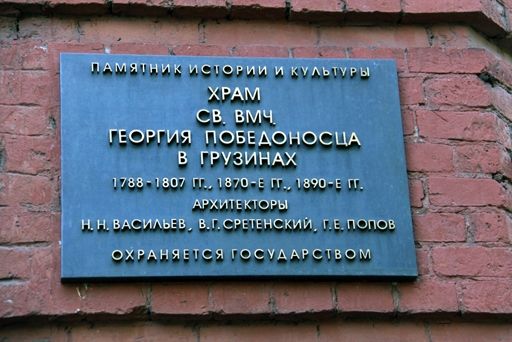 ПАМЯТНИК ИСТОРИИ И КУЛЬТУРЫ
ХРАМ
СВ. ВМЧ.
ГЕОРГИЯ ПОБЕДОНОСЦА
В ГРУЗИНАХ
1788-1807 ГГ., 1870-Е ГГ., 1890-Е ГГ.
АРХИТЕКТОРЫ
Н.Н. ВАСИЛЬЕВ, В.Г. СРЕТЕНСКИЙ, Г.Е. ПОПОВ
ОХРАНЯЕТСЯ ГОСУДАРСТВОМ